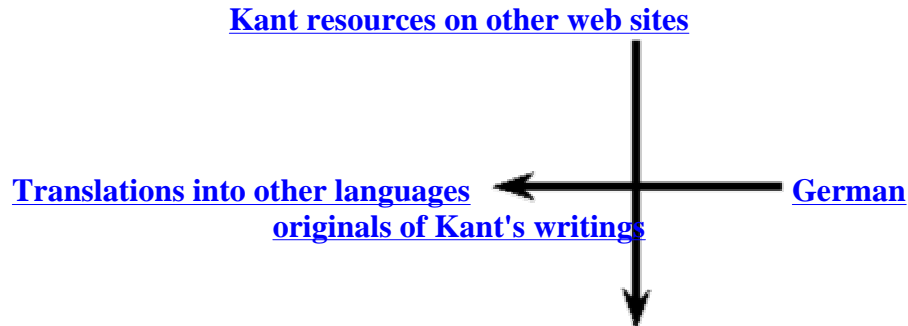 Kant resources on other web sites
Translations into other languages German
originals of Kant's writings